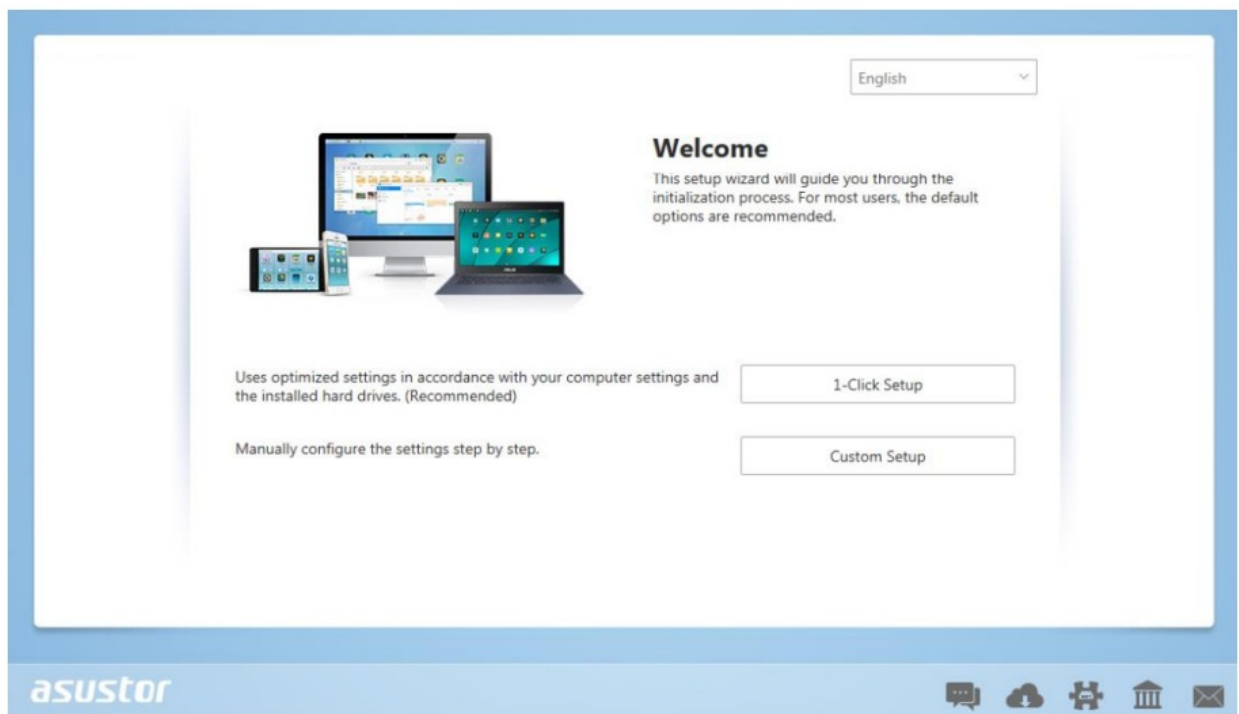 English
Welcome
This setup wizard will guide you through the
initialization process. For most users, the default
options are recommended.
Uses optimized settings in accordance with your computer settings and
the installed hard drives. (Recommended)
1-Click Setup
Manually configure the settings step by step.
Custom Setup
asustor